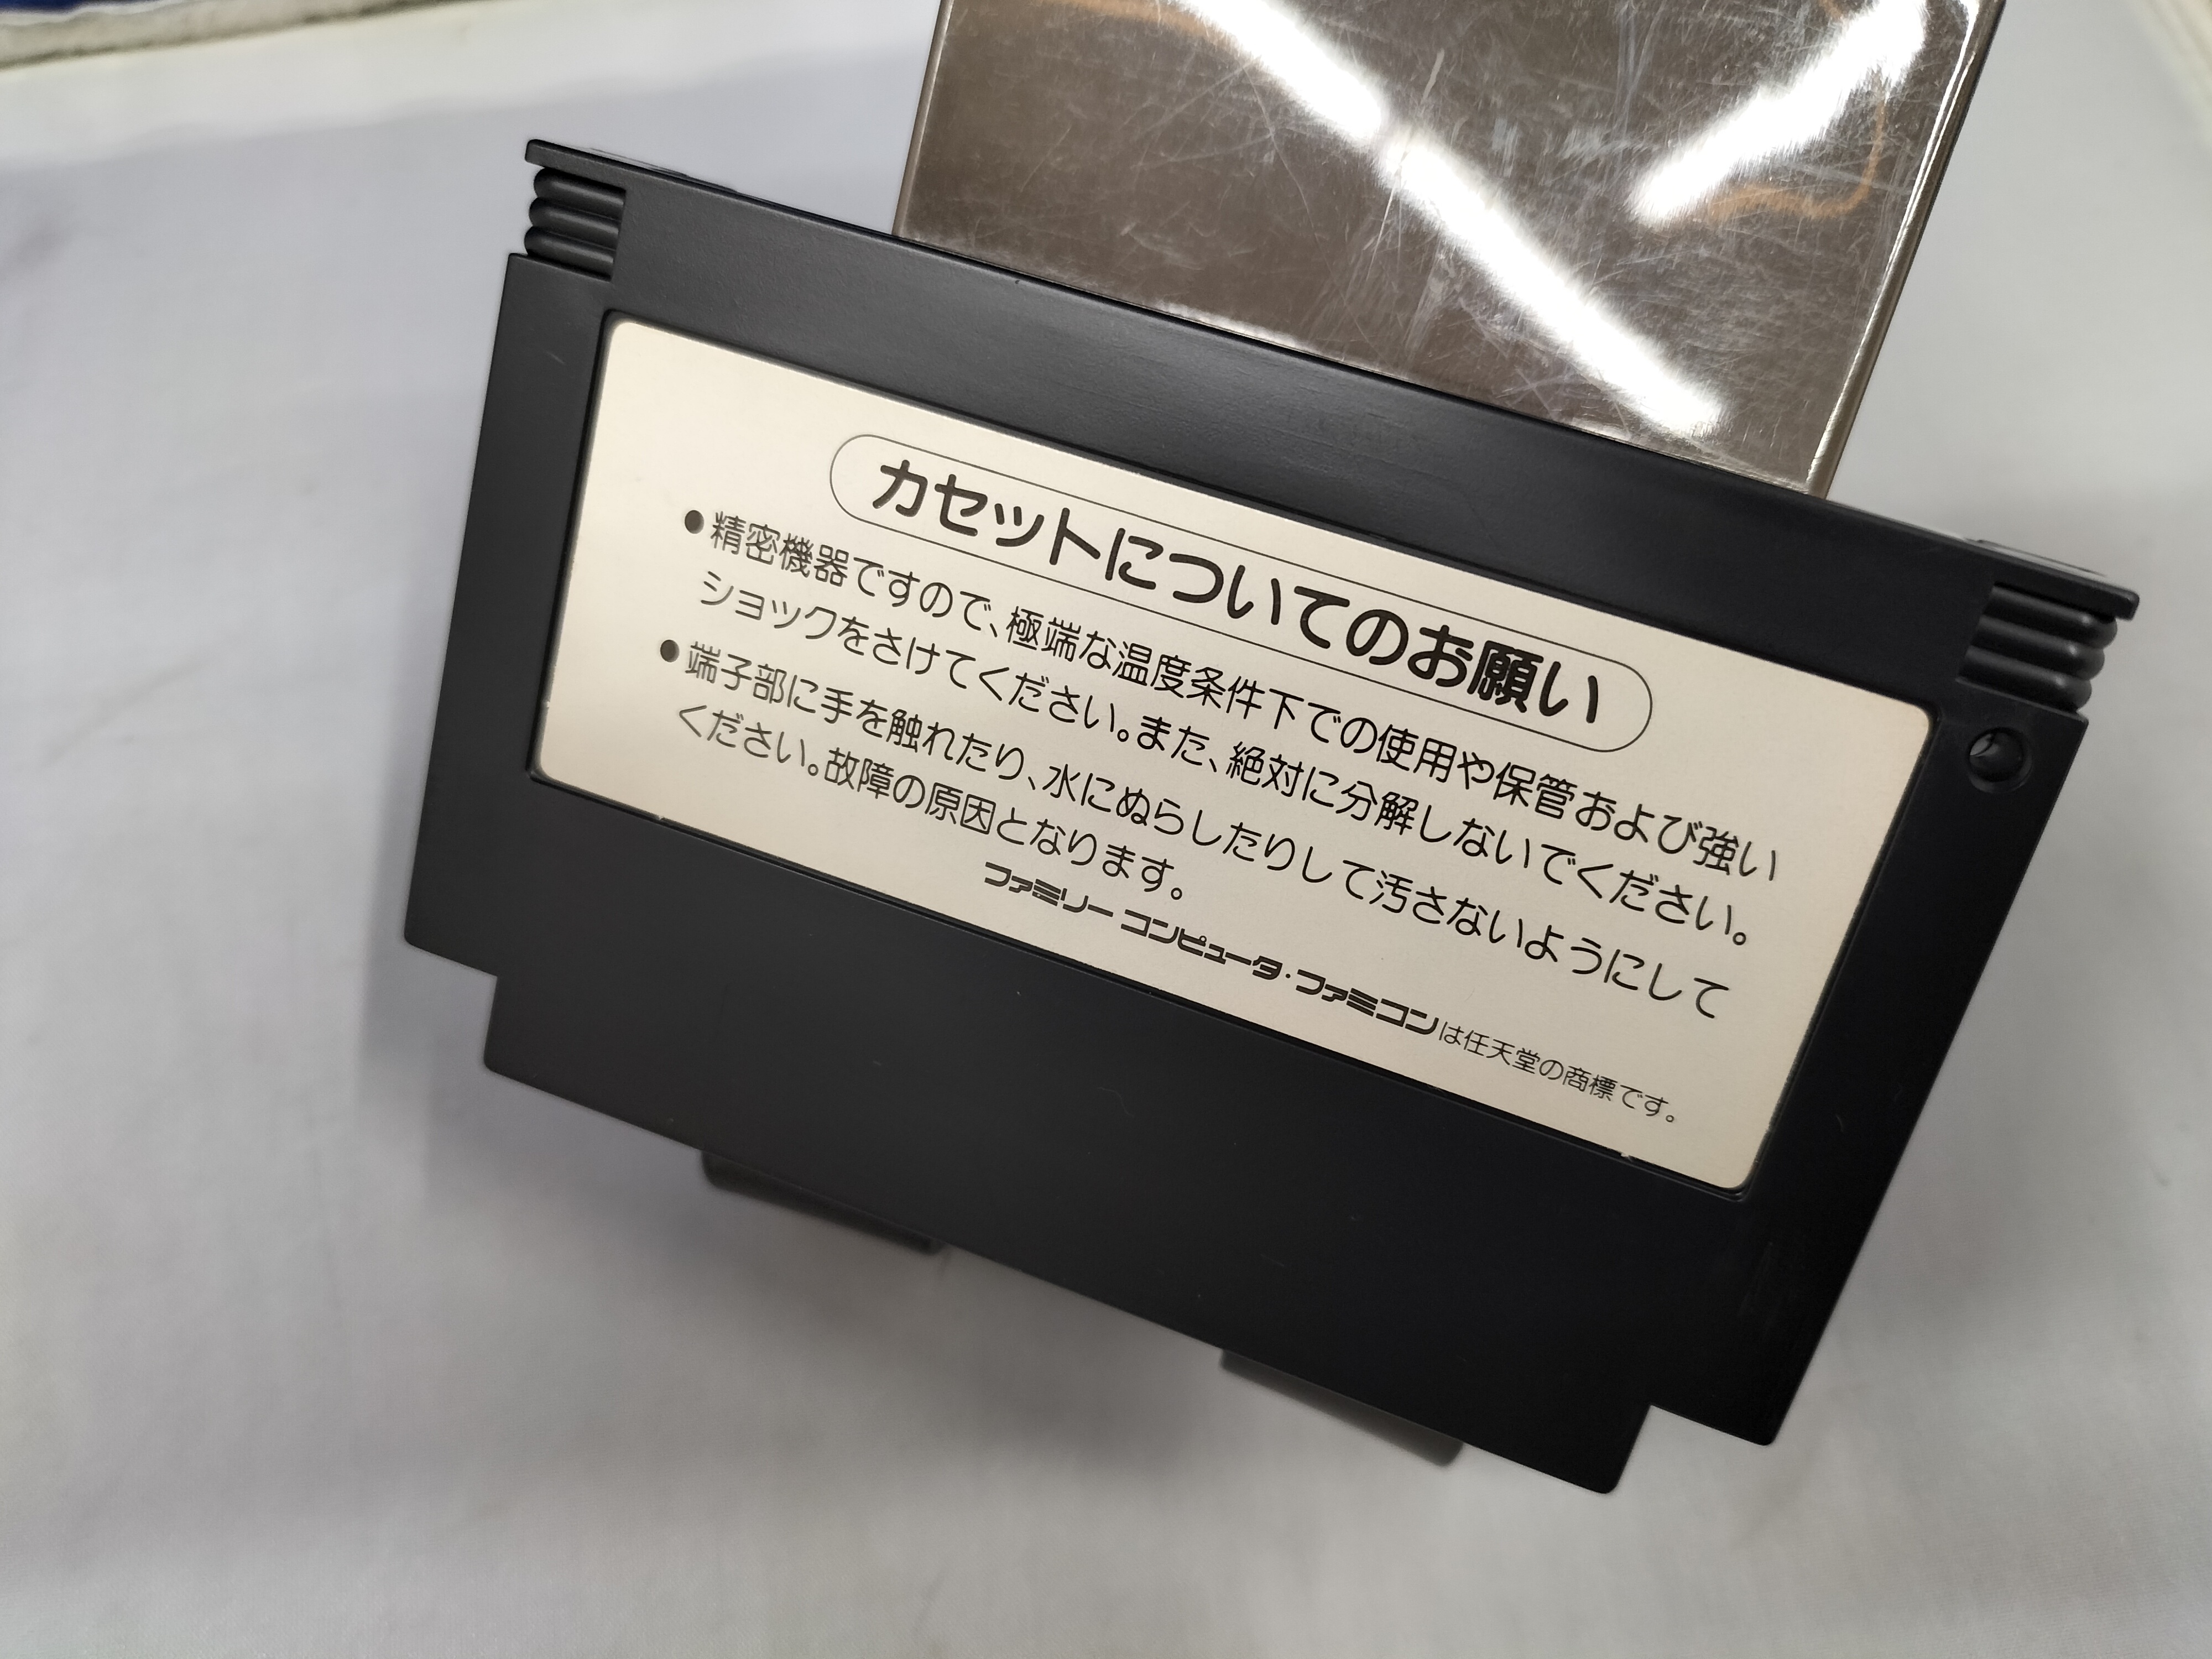 カセットについてのお願い
●精密機器ですので、極端な温度条件下での使用や保管および強い
ショックをさけてください。また、絶対に分解しないでください。
●端子部に手を触れたり、水にぬらしたりして汚さないようにして
ください。故障の原因となります。
ファミリー コンピュータ・ファミコンは任天堂の商標です。